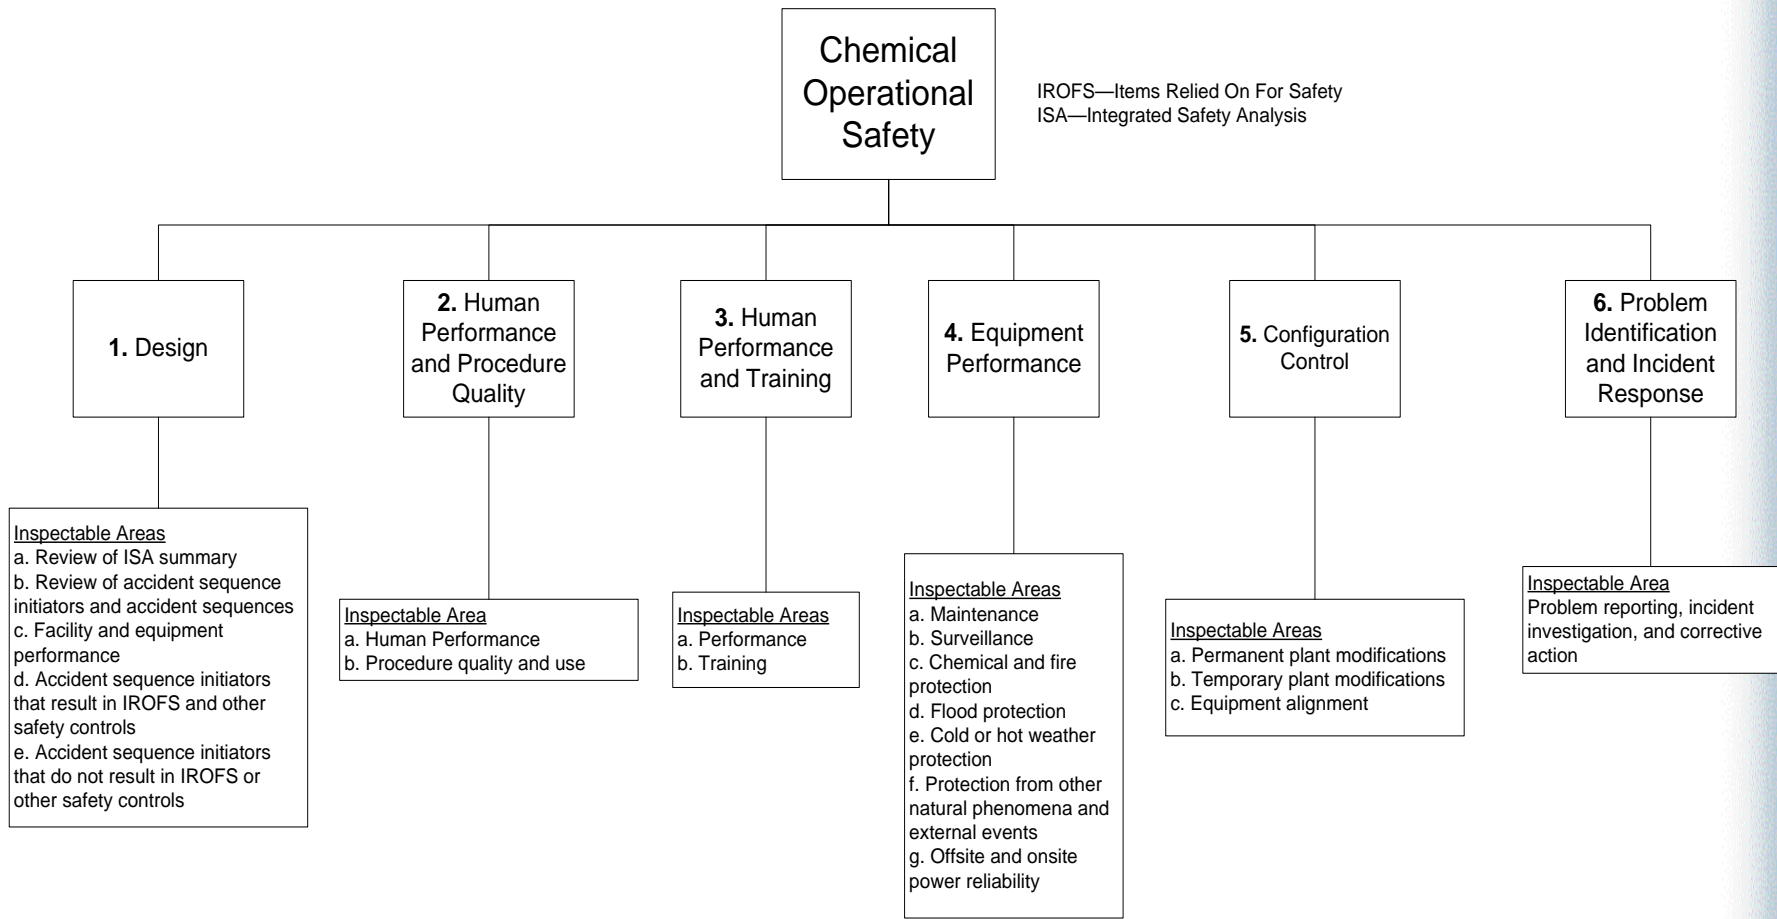 Chemical
Operational
Safety
IROFS—Items Relied On For Safety
ISA—Integrated Safety Analysis
1. Design
2. Human
Performance
and Procedure
Quality
3. Human
Performance
and Training
4. Equipment
Performance
5. Configuration
Control
6. Problem
Identification
and Incident
Response
Inspectable Areas
a. Review of ISA summary
b. Review of accident sequence
initiators and accident sequences
c. Facility and equipment
performance
d. Accident sequence initiators
that result in IROFS and other
safety controls
e. Accident sequence initiators
that do not result in IROFS or
other safety controls
Inspectable Area
a. Human Performance
b. Procedure quality and use
Inspectable Areas
a. Performance
b. Training
Inspectable Areas
a. Maintenance
b. Surveillance
c. Chemical and fire
protection
d. Flood protection
e. Cold or hot weather
protection
f. Protection from other
natural phenomena and
external events
g. Offsite and onsite
power reliability
Inspectable Areas
a. Permanent plant modifications
b. Temporary plant modifications
c. Equipment alignment
Inspectable Area
Problem reporting, incident
investigation, and corrective
action